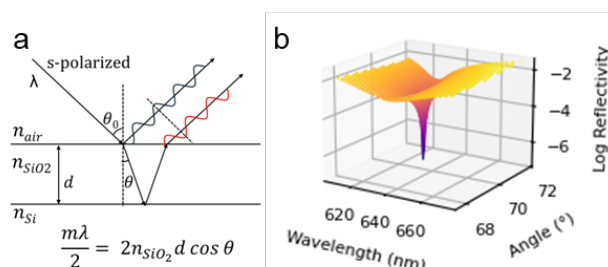 a
s-polarized
λ
θ₀
n_air
n_SiO2
d
θ
n_Si
mλ/2 = 2n_SiO₂ d cos θ
b
−2
−4
−6
Log Reflectivity
72
70
68
Angle (°)
620 640 660
Wavelength (nm)